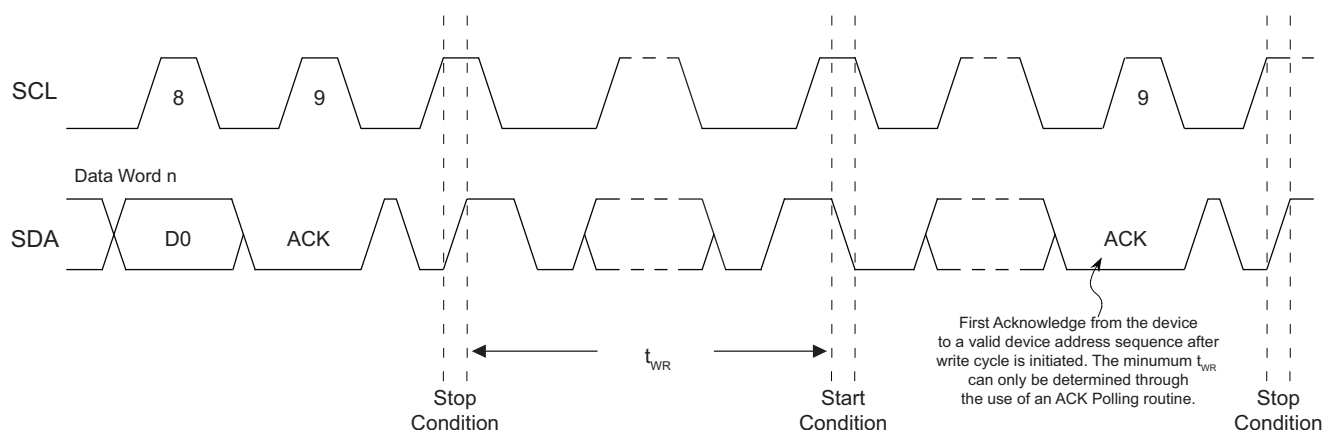 SCL
8
9
9
Data Word n
SDA
D0
ACK
ACK
tWR
First Acknowledge from the device
to a valid device address sequence after
write cycle is initiated. The minumum tWR
can only be determined through
the use of an ACK Polling routine.
Stop
Condition
Start
Condition
Stop
Condition